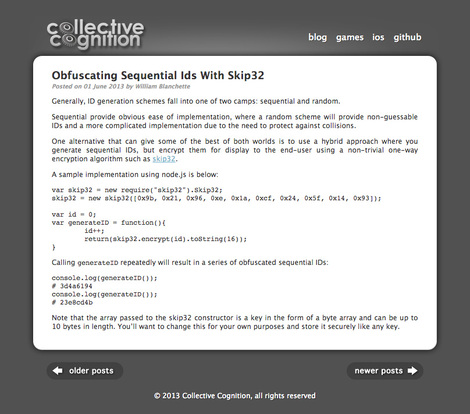 collective
cognition
blog games ios github
Obfuscating Sequential Ids With Skip32
Posted on 01 June 2013 by William Blanchette
Generally, ID generation schemes fall into one of two camps: sequential and random.
Sequential provide obvious ease of implementation, where a random scheme will provide non-guessable
IDs and a more complicated implementation due to the need to protect against collisions.
One alternative that can give some of the best of both worlds is to use a hybrid approach where you
generate sequential IDs, but encrypt them for display to the end-user using a non-trivial one-way
encryption algorithm such as skip32.
A sample implementation using node.js is below:
var skip32 = new require("skip32").Skip32;
skip32 = new skip32([0x9b, 0x21, 0x96, 0xe, 0x1a, 0xcf, 0x24, 0x5f, 0x14, 0x93]);
var id = 0;
var generateID = function(){
id++;
return(skip32.encrypt(id).toString(16));
}
Calling generateID repeatedly will result in a series of obfuscated sequential IDs:
console.log(generateID());
# 3d4a6194
console.log(generateID());
# 23e8cd4b
Note that the array passed to the skip32 constructor is a key in the form of a byte array and can be up to
10 bytes in length. You'll want to change this for your own purposes and store it securely like any key.
older posts newer posts
© 2013 Collective Cognition, all rights reserved